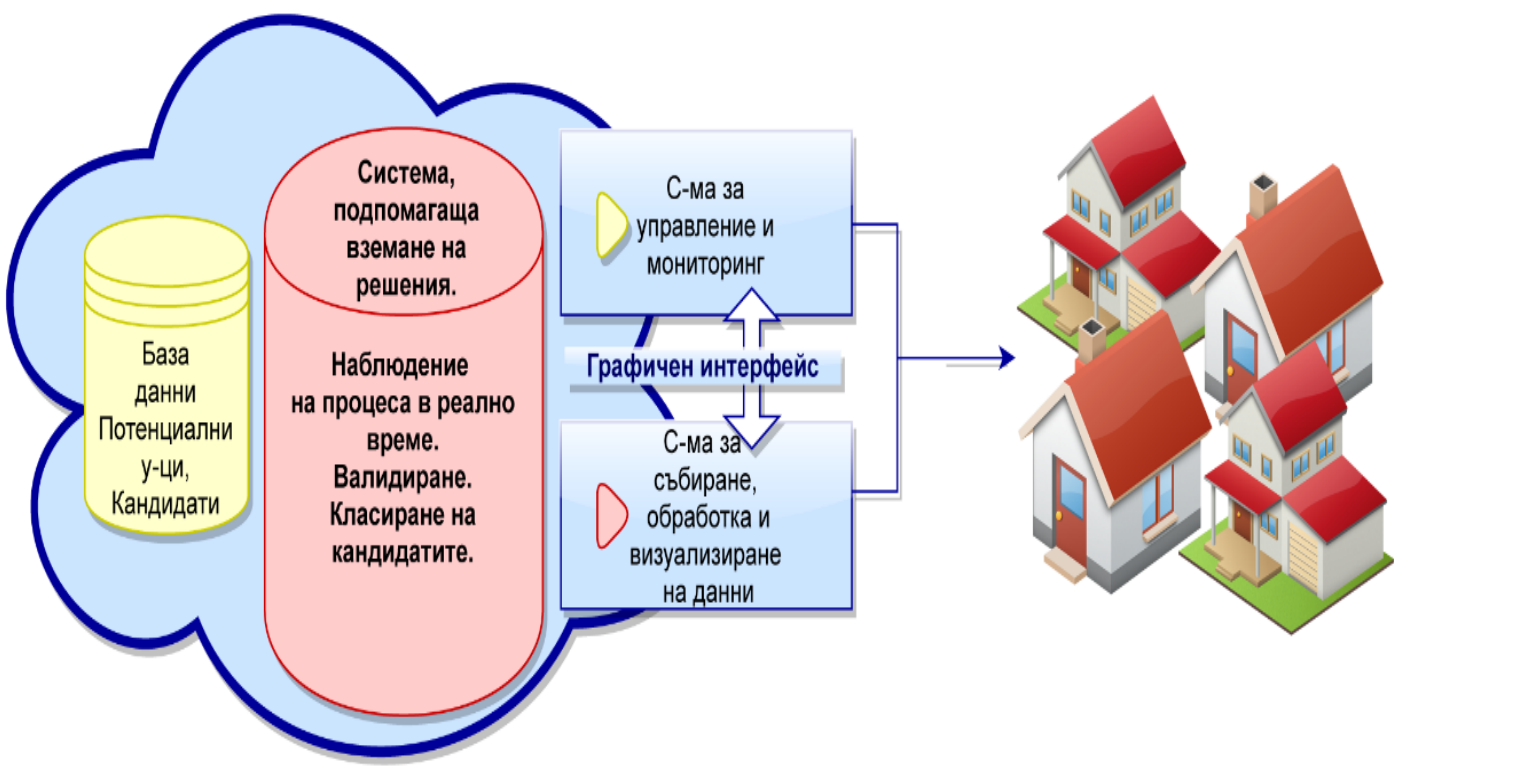 База
данни
Потенциални
у-ци,
Кандидати
Система,
подпомагаща
вземане на
решения.
Наблюдение
на процеса в реално
време.
Валидиране.
Класиране на
кандидатите.
С-ма за
управление и
мониторинг
Графичен интерфейс
С-ма за
събиране,
обработка и
визуализиране
на данни